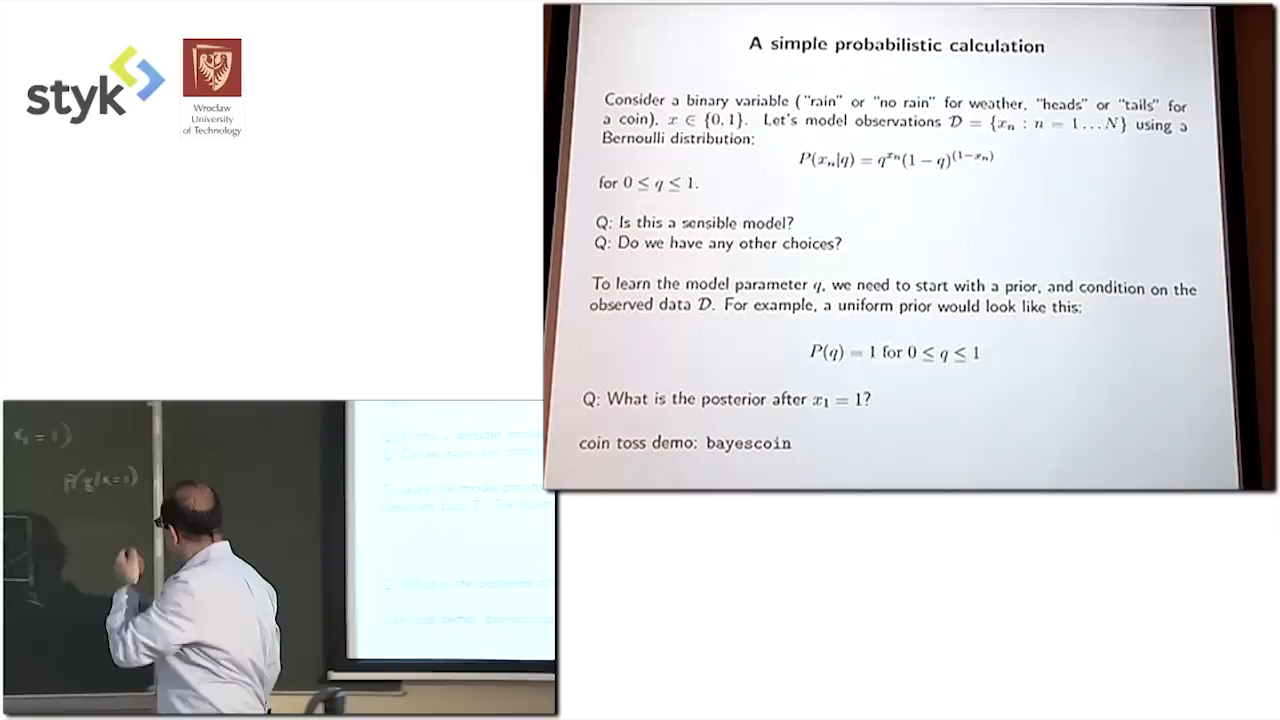 styk
Wroclaw
University
of Technology
A simple probabilistic calculation
Consider a binary variable ("rain" or "no rain" for weather, "heads" or "tails" for
a coin), x ∈ {0, 1}. Let's model observations 𝒟 = {xₙ : n = 1 … N} using a
Bernoulli distribution:
P(xₙ|q) = q^{xₙ}(1 − q)^{(1−xₙ)}
for 0 ≤ q ≤ 1.
Q: Is this a sensible model?
Q: Do we have any other choices?
To learn the model parameter q, we need to start with a prior, and condition on the
observed data 𝒟. For example, a uniform prior would look like this:
P(q) = 1 for 0 ≤ q ≤ 1
Q: What is the posterior after x₁ = 1?
coin toss demo: bayescoin
x₁ = 1)